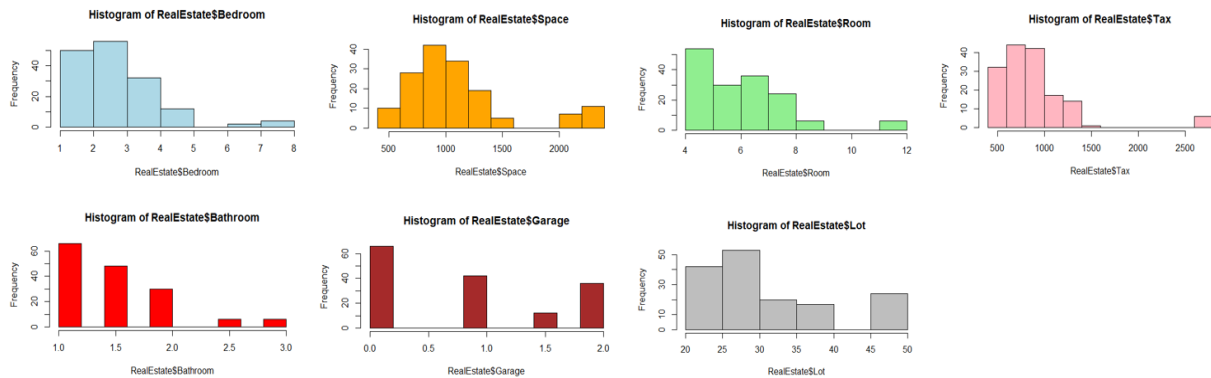 Histogram of RealEstate$Bedroom
Frequency
0 20 40
1 2 3 4 5 6 7 8
RealEstate$Bedroom
Histogram of RealEstate$Space
Frequency
0 10 20 30 40
500 1000 1500 2000
RealEstate$Space
Histogram of RealEstate$Room
Frequency
0 20 40
4 6 8 10 12
RealEstate$Room
Histogram of RealEstate$Tax
Frequency
0 10 20 30 40
500 1000 1500 2000 2500
RealEstate$Tax
Histogram of RealEstate$Bathroom
Frequency
0 20 40 60
1.0 1.5 2.0 2.5 3.0
RealEstate$Bathroom
Histogram of RealEstate$Garage
Frequency
0 20 40 60
0.0 0.5 1.0 1.5 2.0
RealEstate$Garage
Histogram of RealEstate$Lot
Frequency
0 10 30 50
20 25 30 35 40 45 50
RealEstate$Lot